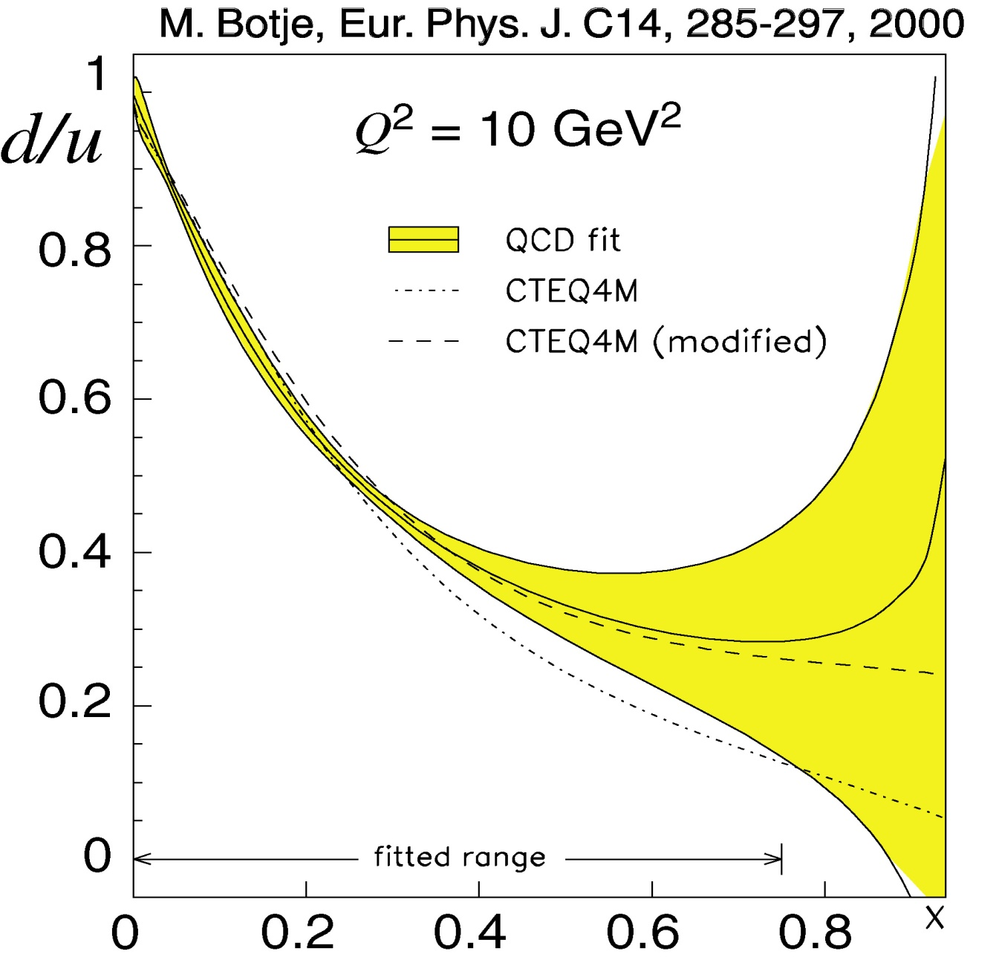 M. Botje, Eur. Phys. J. C14, 285-297, 2000
1
d/u
Q² = 10 GeV²
0.8
QCD fit
CTEQ4M
CTEQ4M (modified)
0.6
0.4
0.2
0
fitted range
0 0.2 0.4 0.6 0.8 x